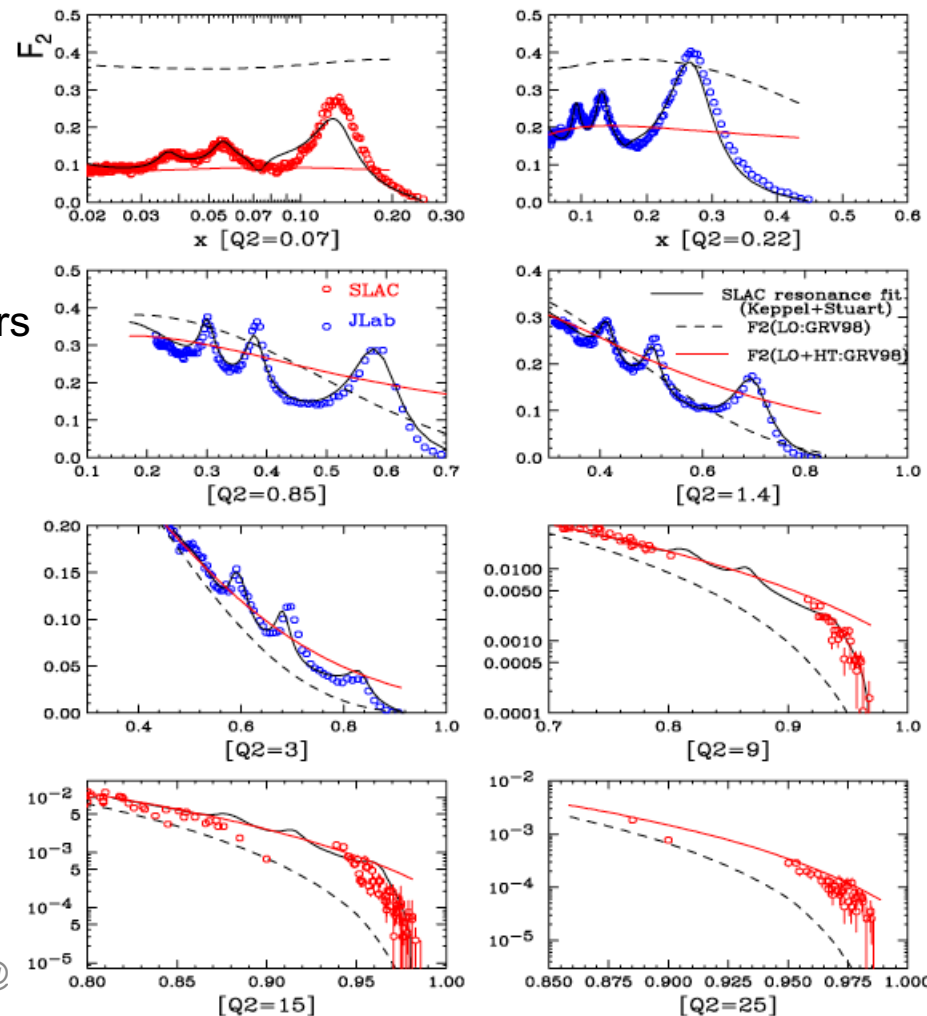 F2
0.5
0.4
0.3
0.2
0.1
0.0
0.02 0.03 0.05 0.07 0.10 0.20 0.30
x [Q2=0.07]
0.5
0.4
0.3
0.2
0.1
0.0
0.1 0.2 0.3 0.4 0.5 0.6
x [Q2=0.22]
rs
0.5
0.4
0.3
0.2
0.1
0.0
SLAC
JLab
0.1 0.2 0.3 0.4 0.5 0.6 0.7
[Q2=0.85]
0.4
0.3
0.2
0.1
0.0
SLAC resonance fit
(Keppel+Stuart)
F2(LO:GRV98)
F2(LO+HT:GRV98)
0.4 0.6 0.8 1.0
[Q2=1.4]
0.20
0.15
0.10
0.05
0.00
0.4 0.6 0.8 1.0
[Q2=3]
0.0100
0.0010
0.0005
0.0001
0.7 0.8 0.9 1.0
[Q2=9]
10−2
5
10−3
5
10−4
5
10−5
0.80 0.85 0.90 0.95 1.00
[Q2=15]
10−2
10−3
10−4
10−5
0.850 0.875 0.900 0.925 0.950 0.975 1.000
[Q2=25]